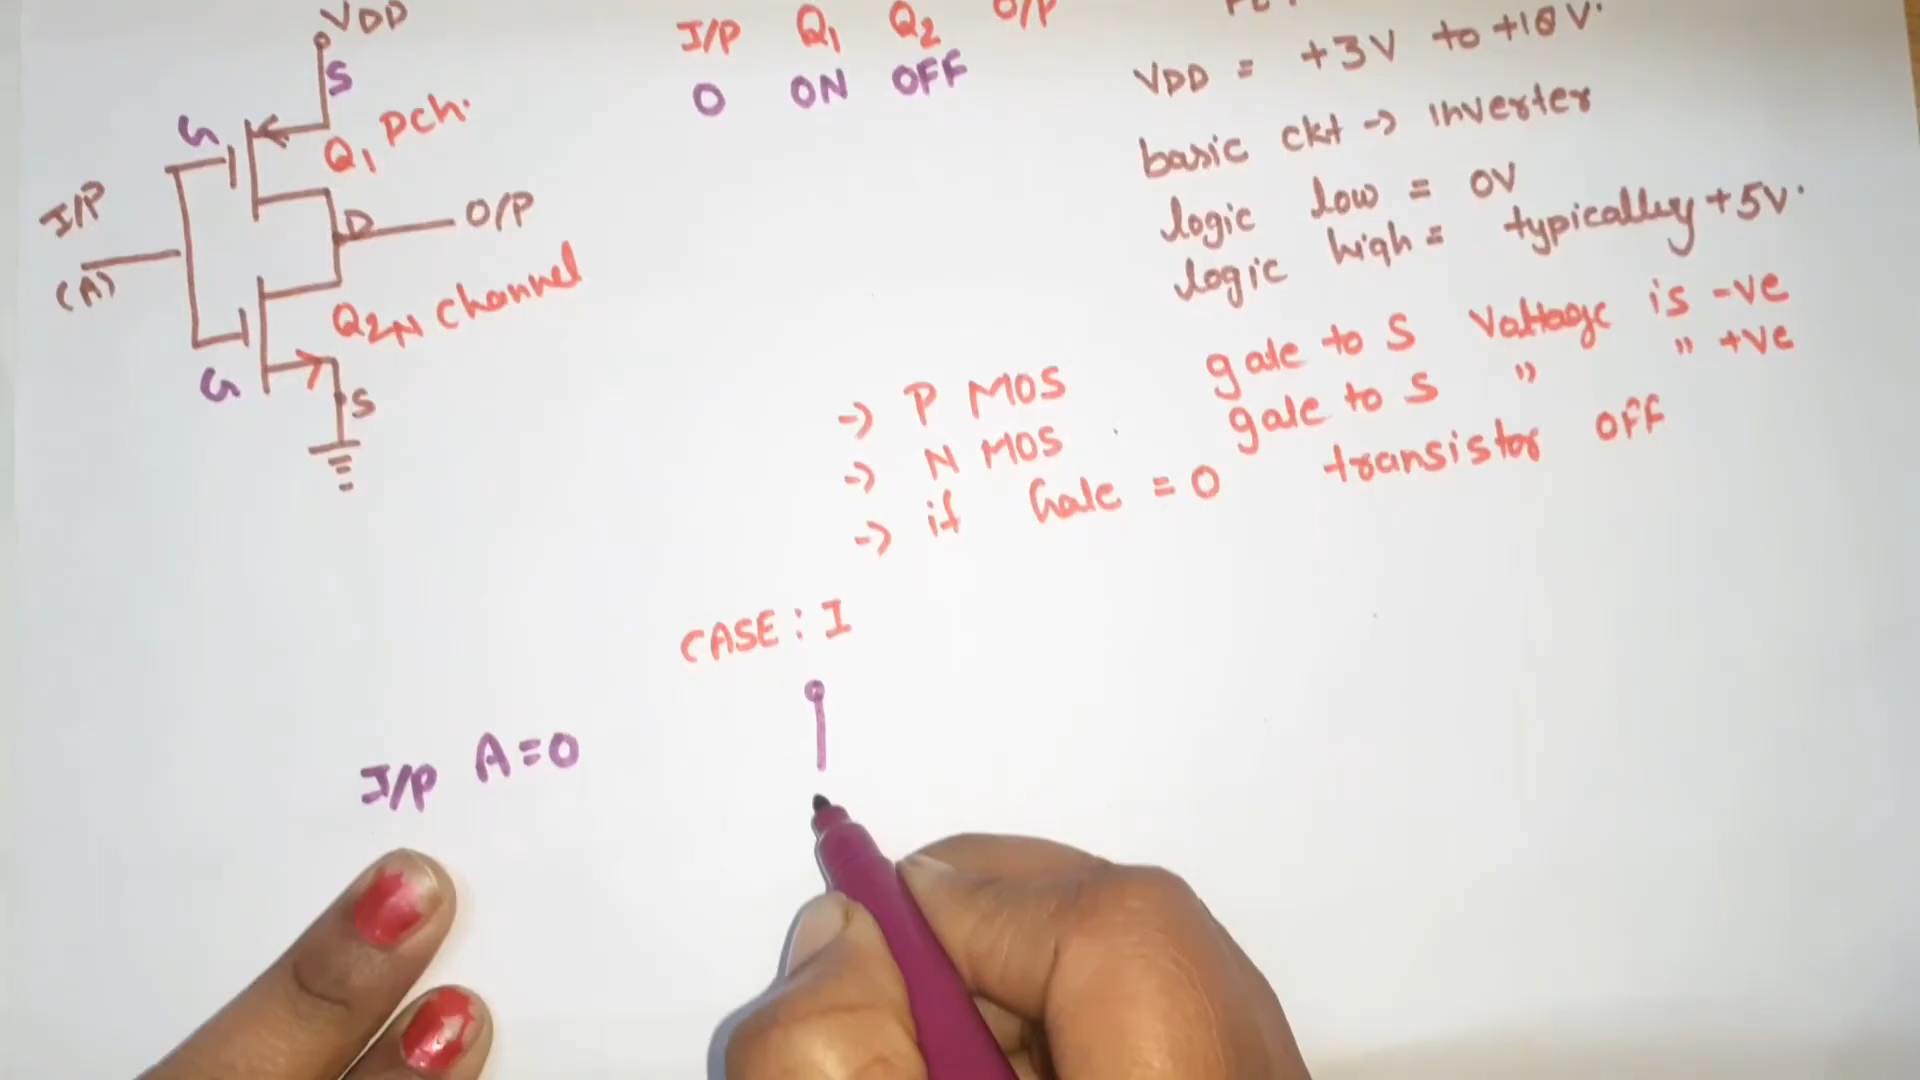 VDD
S
G
Q1 Pch.
I/P
(A)
D
O/P
Q2 N channel
G
S
I/P Q1 Q2 O/P
0 ON OFF
VDD = +3V to +18V.
basic ckt -> inverter
logic low = 0V
logic high = typically +5V.
-> P MOS gate to S Voltage is -ve
-> N MOS gate to S " " +ve
-> if Gate = 0 transistor OFF
CASE : I
I/P A=0